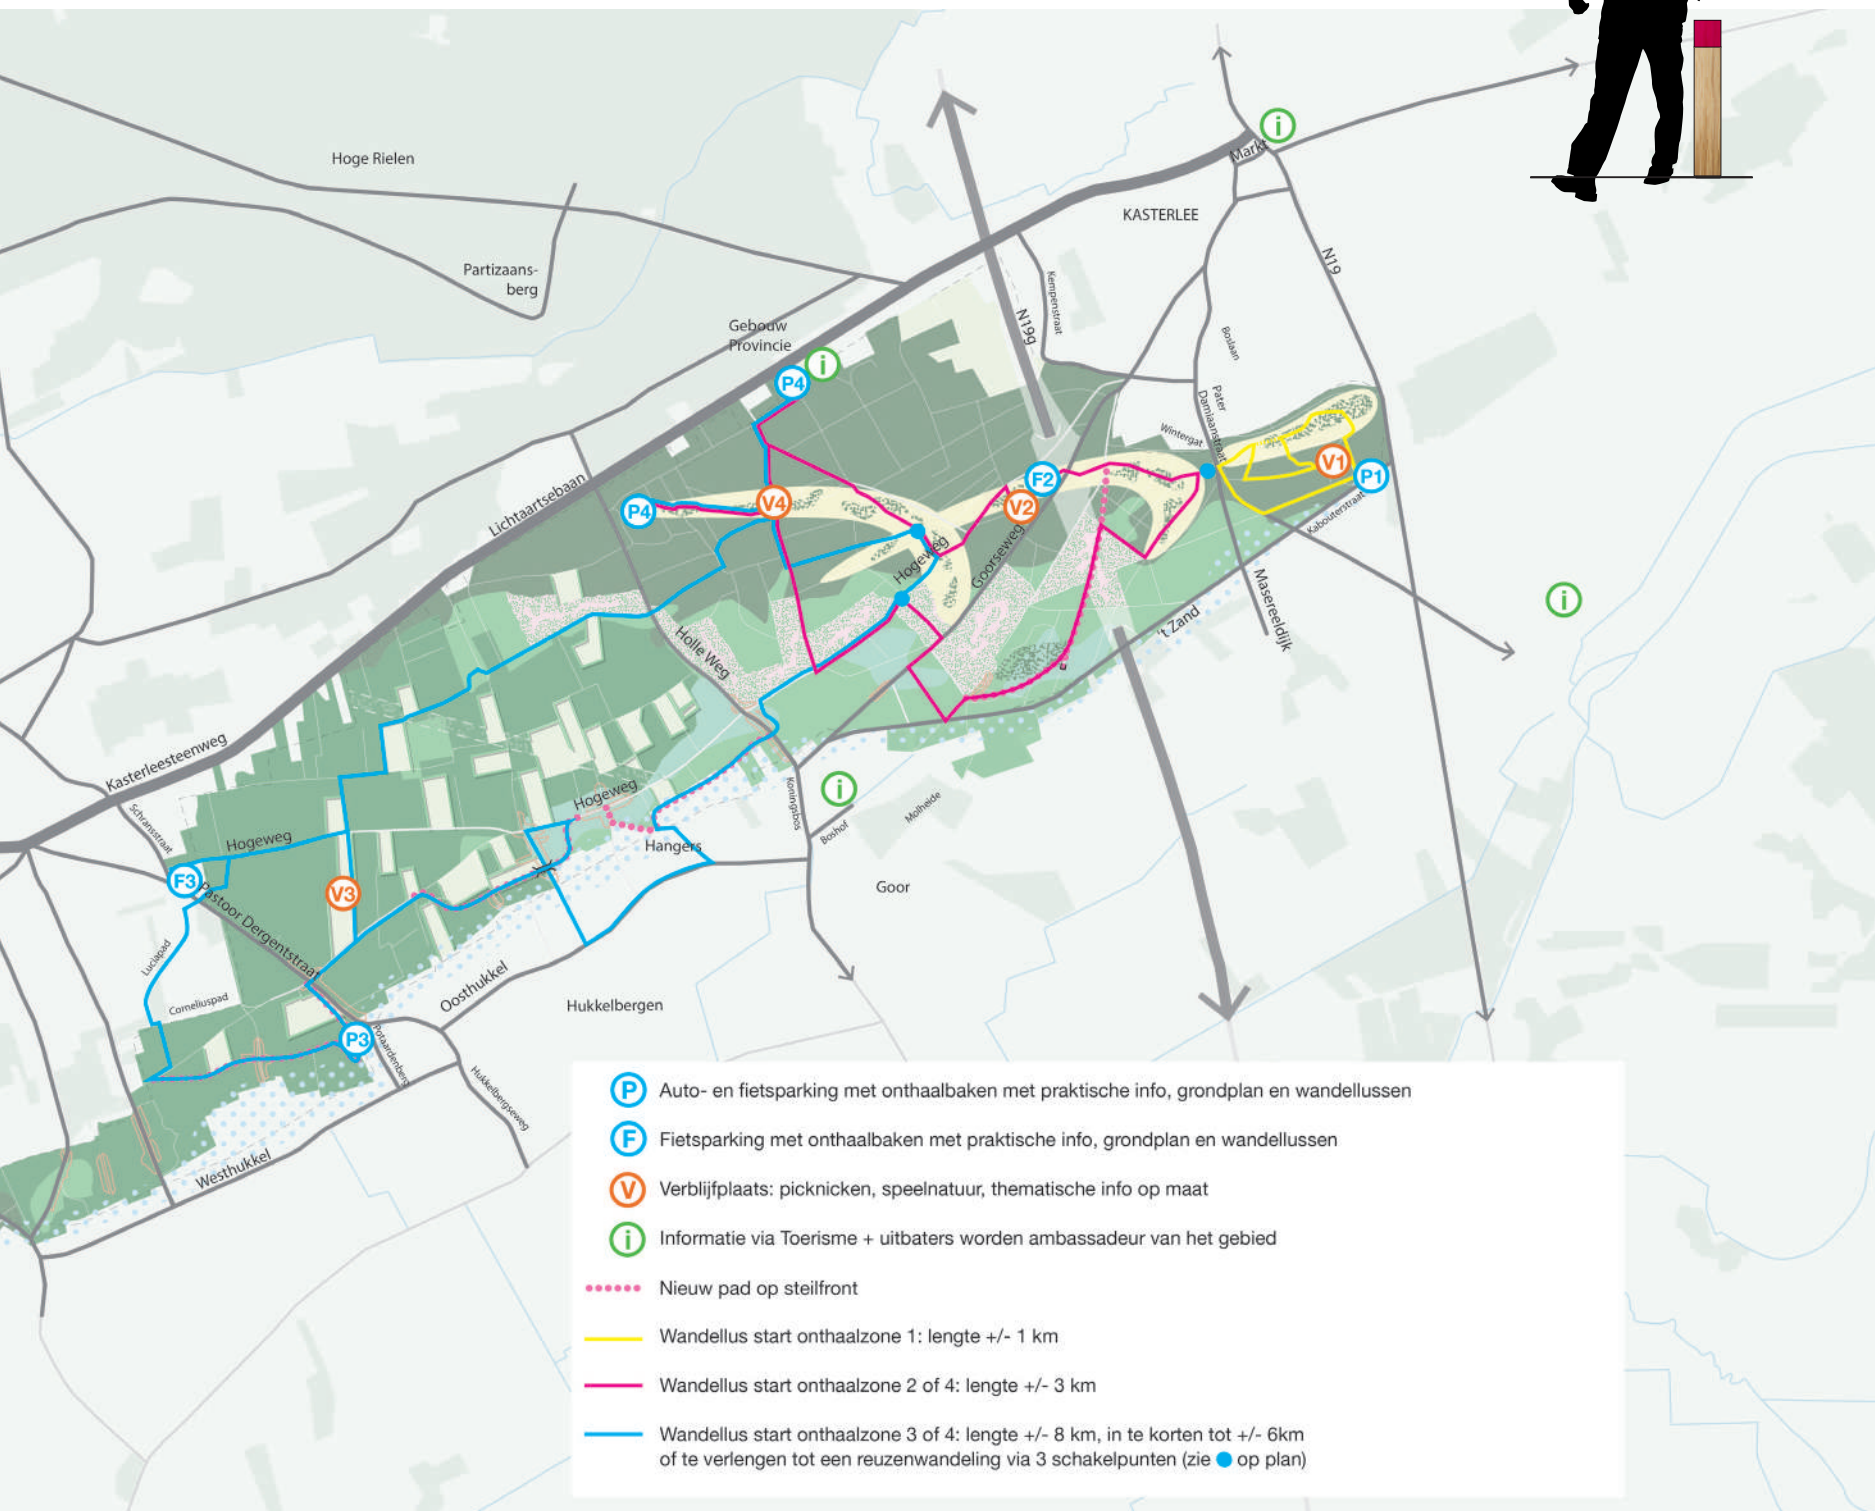 i
Markt
Hoge Rielen
KASTERLEE
N19
Partizaans-
berg
Kempenstraat
N19g
Gebouw
Provincie
Boslaan
i
P4
Pater
Damiaanstraat
Wintergat
V1
P1
F2
V2
Lichtaartsebaan
P4
V4
Kabouterstraat
Hogeweg
Goorseweg
Masereeldijk
i
't Zand
Holle Weg
Kasterleesteenweg
Koningsbos
i
Hogeweg
Molheide
Schransstraat
Boshof
Hogeweg
Hangers
F3
V3
Goor
Pastoor Dergentstraat
Luciapad
Oosthukkel
Corneliuspad
Hukkelbergen
P3
Potaardenberg
Hukkelbergseweg
Westhukkel
P Auto- en fietsparking met onthaalbaken met praktische info, grondplan en wandellussen
F Fietsparking met onthaalbaken met praktische info, grondplan en wandellussen
V Verblijfplaats: picknicken, speelnatuur, thematische info op maat
i Informatie via Toerisme + uitbaters worden ambassadeur van het gebied
Nieuw pad op steilfront
Wandellus start onthaalzone 1: lengte +/- 1 km
Wandellus start onthaalzone 2 of 4: lengte +/- 3 km
Wandellus start onthaalzone 3 of 4: lengte +/- 8 km, in te korten tot +/- 6km
of te verlengen tot een reuzenwandeling via 3 schakelpunten (zie ● op plan)